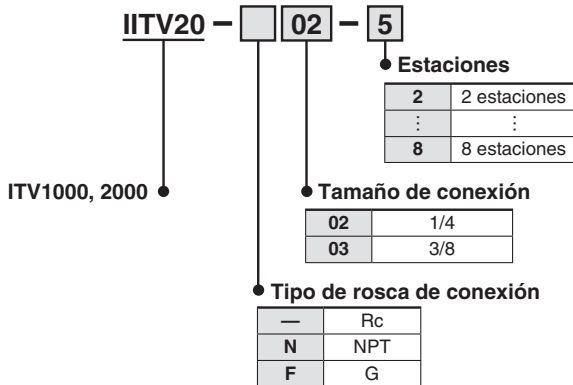 IITV20 – 02 – 5
Estaciones
2 2 estaciones
⋮ ⋮
8 8 estaciones
ITV1000, 2000
Tamaño de conexión
02 1/4
03 3/8
Tipo de rosca de conexión
— Rc
N NPT
F G